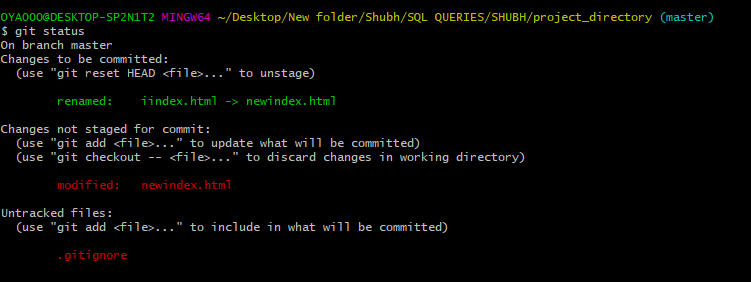 OYAOOO@DESKTOP-SP2N1T2 MINGW64 ~/Desktop/New folder/Shubh/SQL QUERIES/SHUBH/project_directory (master)
$ git status
On branch master
Changes to be committed:
  (use "git reset HEAD <file>..." to unstage)

        renamed:    iindex.html -> newindex.html

Changes not staged for commit:
  (use "git add <file>..." to update what will be committed)
  (use "git checkout -- <file>..." to discard changes in working directory)

        modified:   newindex.html

Untracked files:
  (use "git add <file>..." to include in what will be committed)

        .gitignore